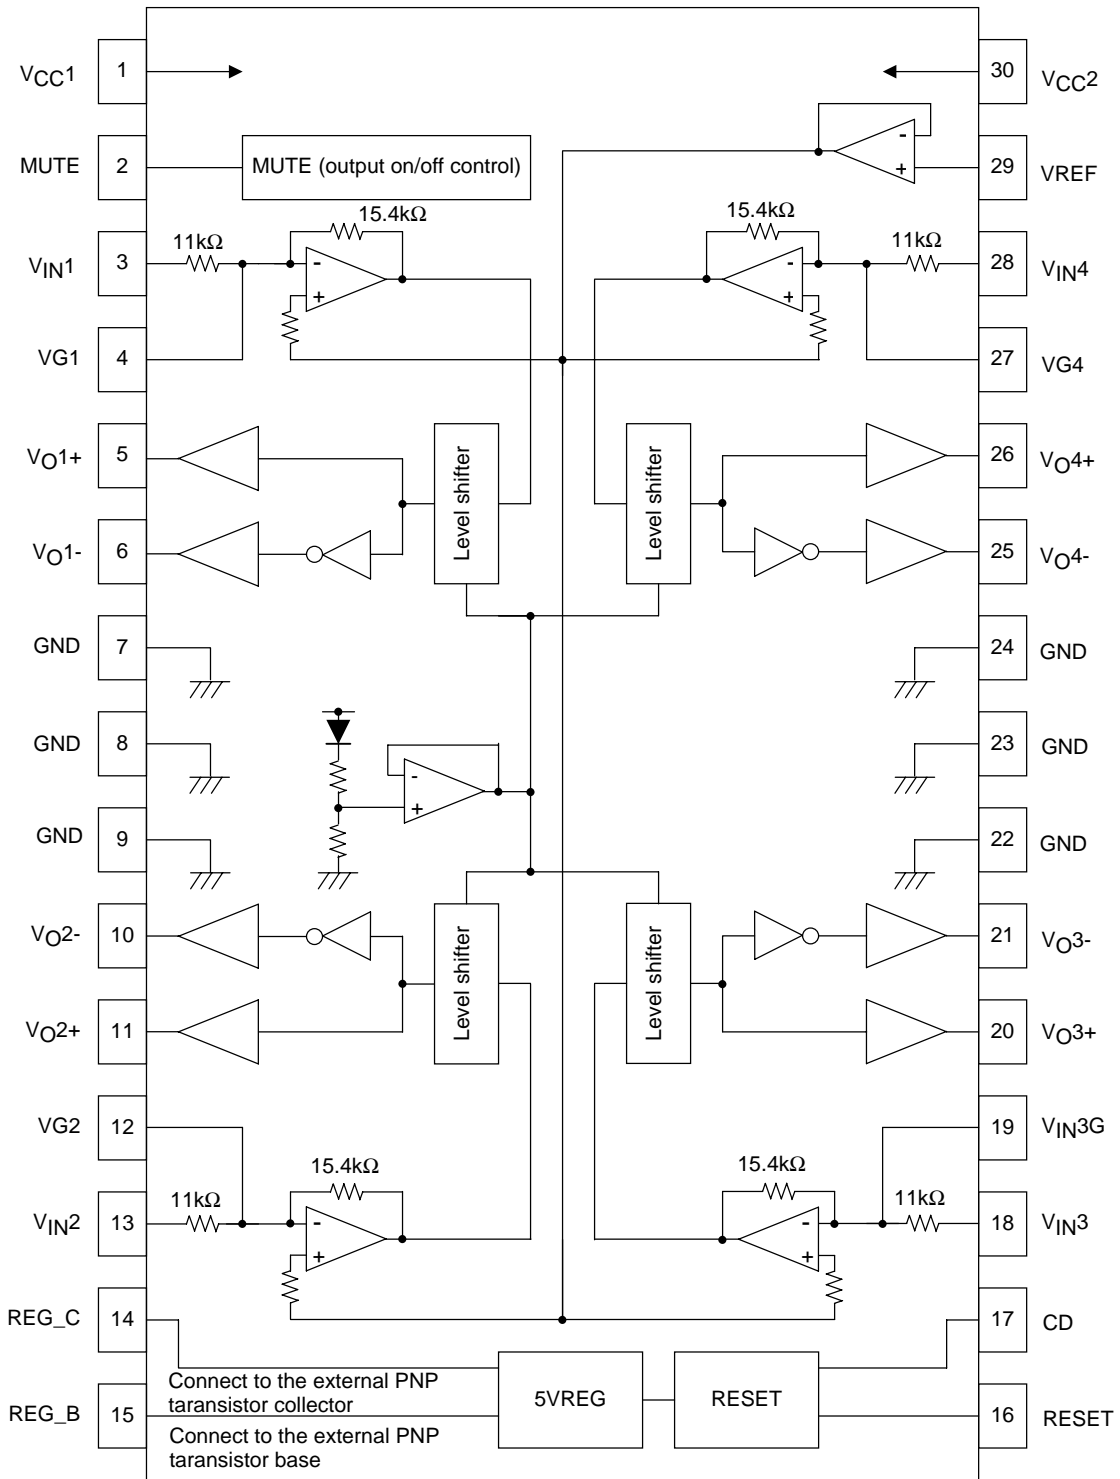 VCC1 1 30 VCC2
MUTE 2 MUTE (output on/off control) - + 29 VREF
15.4kΩ 15.4kΩ
VIN1 3 11kΩ - + - + 11kΩ 28 VIN4
VG1 4 27 VG4
VO1+ 5 Level shifter Level shifter 26 VO4+
VO1- 6 25 VO4-
GND 7 24 GND
GND 8 - + 23 GND
GND 9 22 GND
VO2- 10 Level shifter Level shifter 21 VO3-
VO2+ 11 20 VO3+
VG2 12 19 VIN3G
15.4kΩ 15.4kΩ
VIN2 13 11kΩ - + - + 11kΩ 18 VIN3
REG_C 14 17 CD
Connect to the external PNP
taransistor collector
5VREG RESET
REG_B 15 16 RESET
Connect to the external PNP
taransistor base